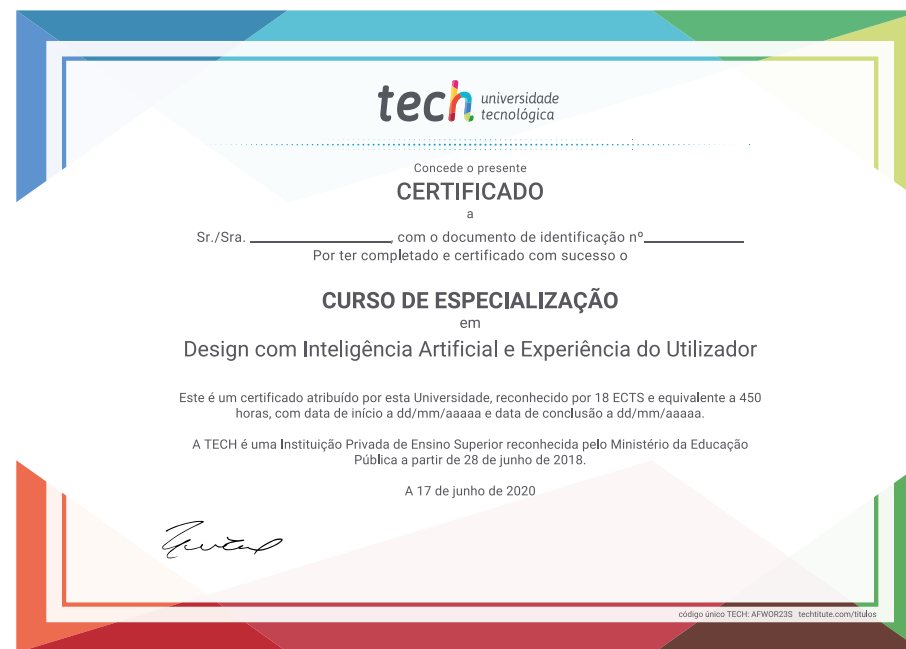 tech universidade
tecnológica
Concede o presente
CERTIFICADO
a
Sr./Sra. ____________, com o documento de identificação nº__________
Por ter completado e certificado com sucesso o
CURSO DE ESPECIALIZAÇÃO
em
Design com Inteligência Artificial e Experiência do Utilizador
Este é um certificado atribuído por esta Universidade, reconhecido por 18 ECTS e equivalente a 450
horas, com data de início a dd/mm/aaaaa e data de conclusão a dd/mm/aaaaa.
A TECH é uma Instituição Privada de Ensino Superior reconhecida pelo Ministério da Educação
Pública a partir de 28 de junho de 2018.
A 17 de junho de 2020
código único TECH: AFWOR23S techtitute.com/titulos